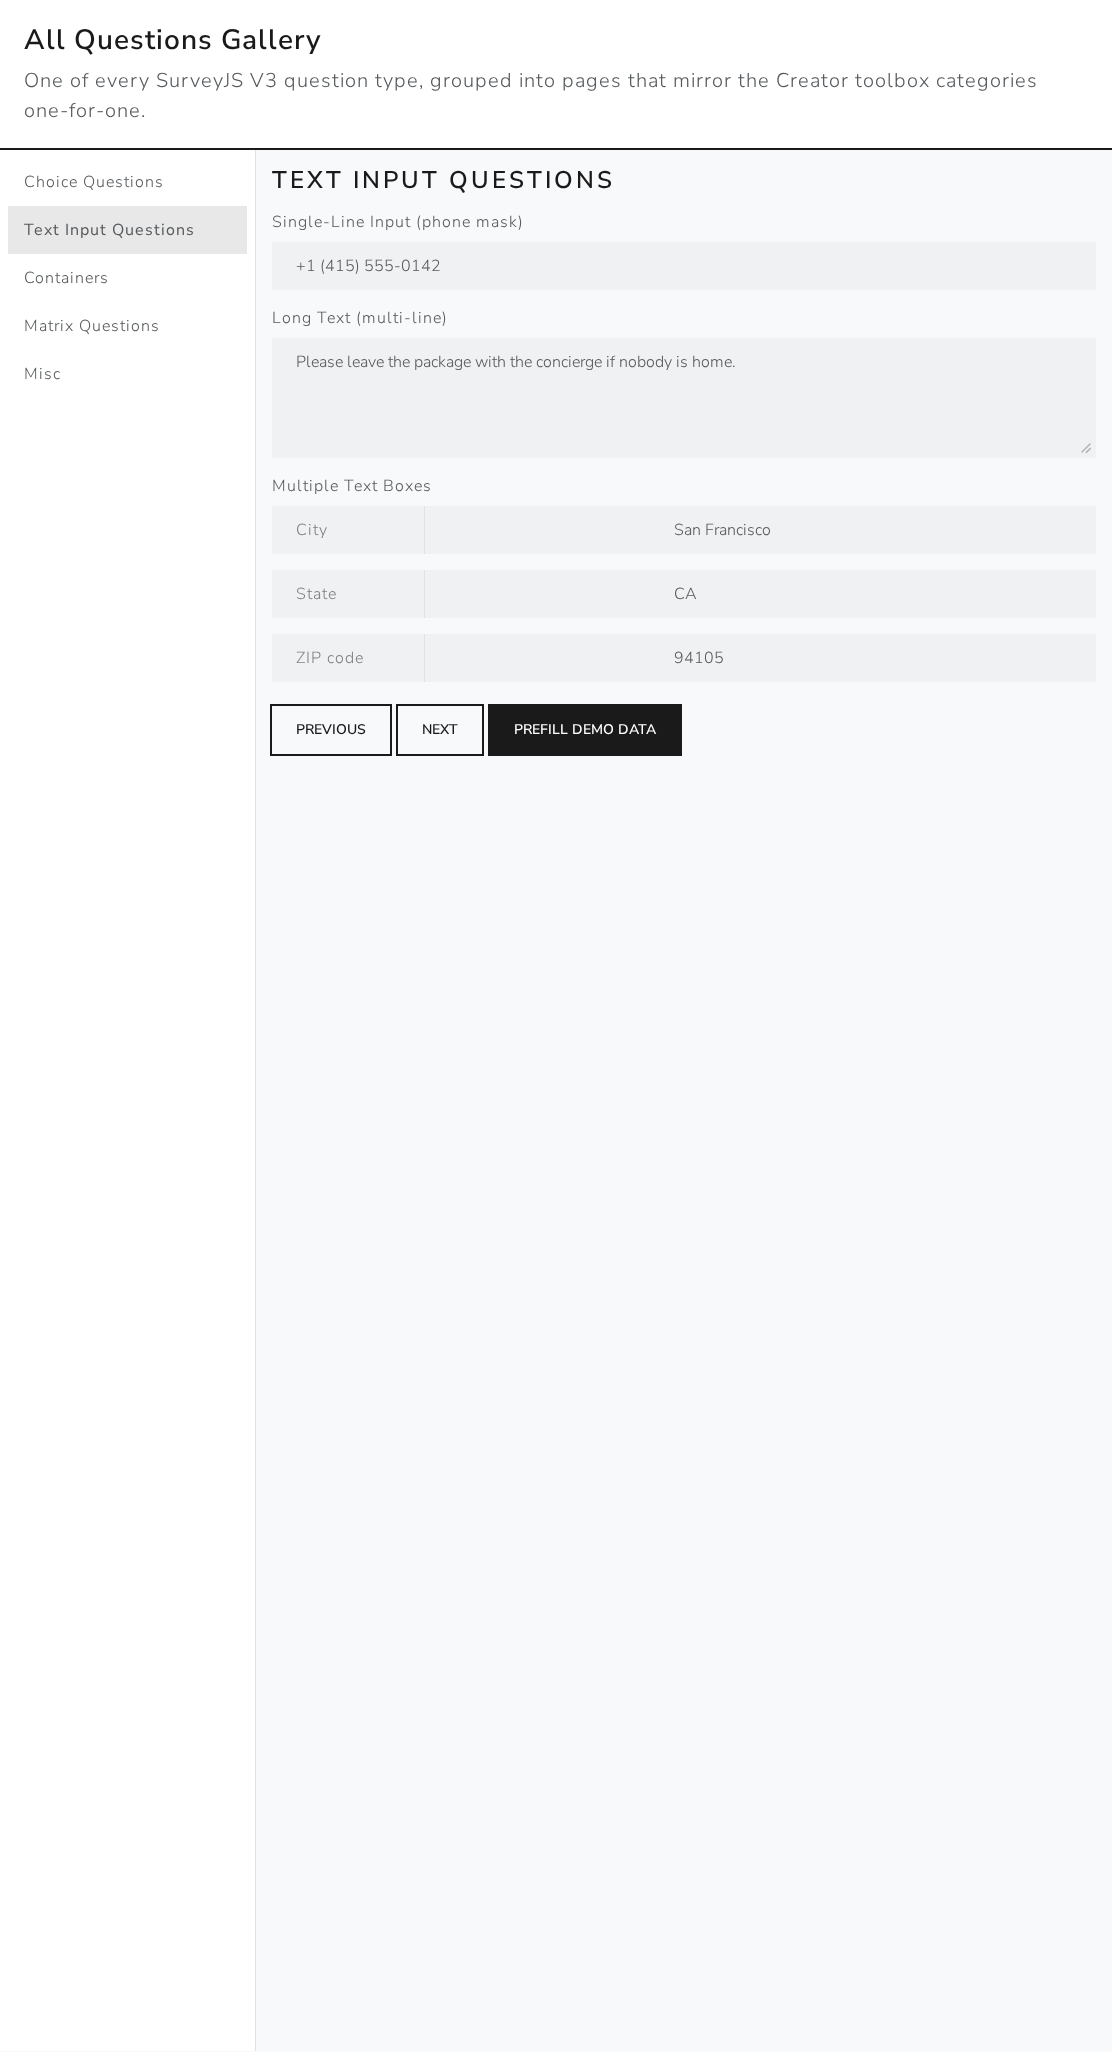 All Questions Gallery
One of every SurveyJS V3 question type, grouped into pages that mirror the Creator toolbox categories
one-for-one.
Choice Questions
Text Input Questions
Containers
Matrix Questions
Misc
TEXT INPUT QUESTIONS
Single-Line Input (phone mask)
+1 (415) 555-0142
Long Text (multi-line)
Please leave the package with the concierge if nobody is home.
Multiple Text Boxes
City San Francisco
State CA
ZIP code 94105
PREVIOUS NEXT PREFILL DEMO DATA